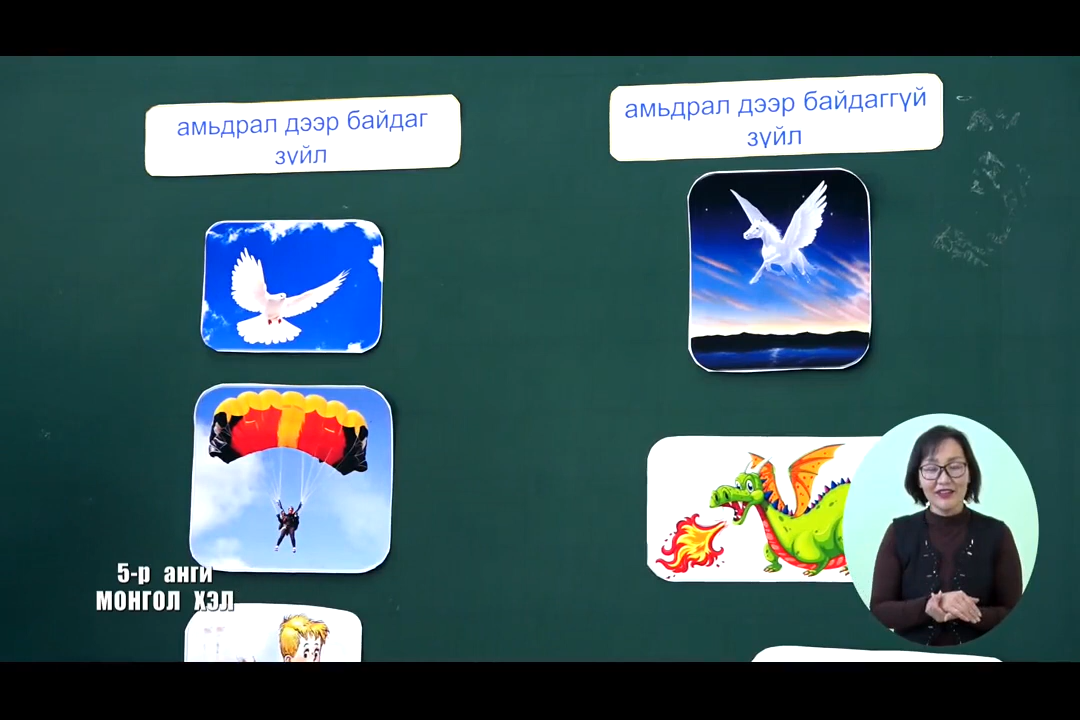 амьдрал дээр байдаг
зүйл
амьдрал дээр байдаггүй
зүйл
5-р анги
МОНГОЛ ХЭЛ